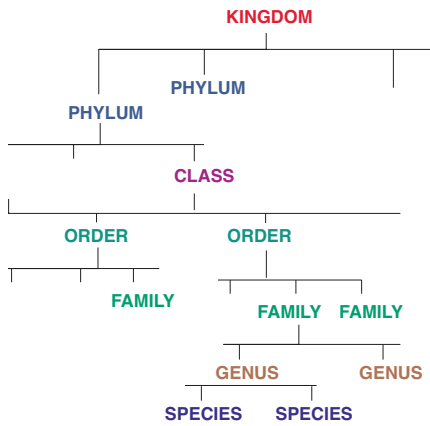 KINGDOM
PHYLUM
PHYLUM
CLASS
ORDER ORDER
FAMILY FAMILY FAMILY
GENUS GENUS
SPECIES SPECIES